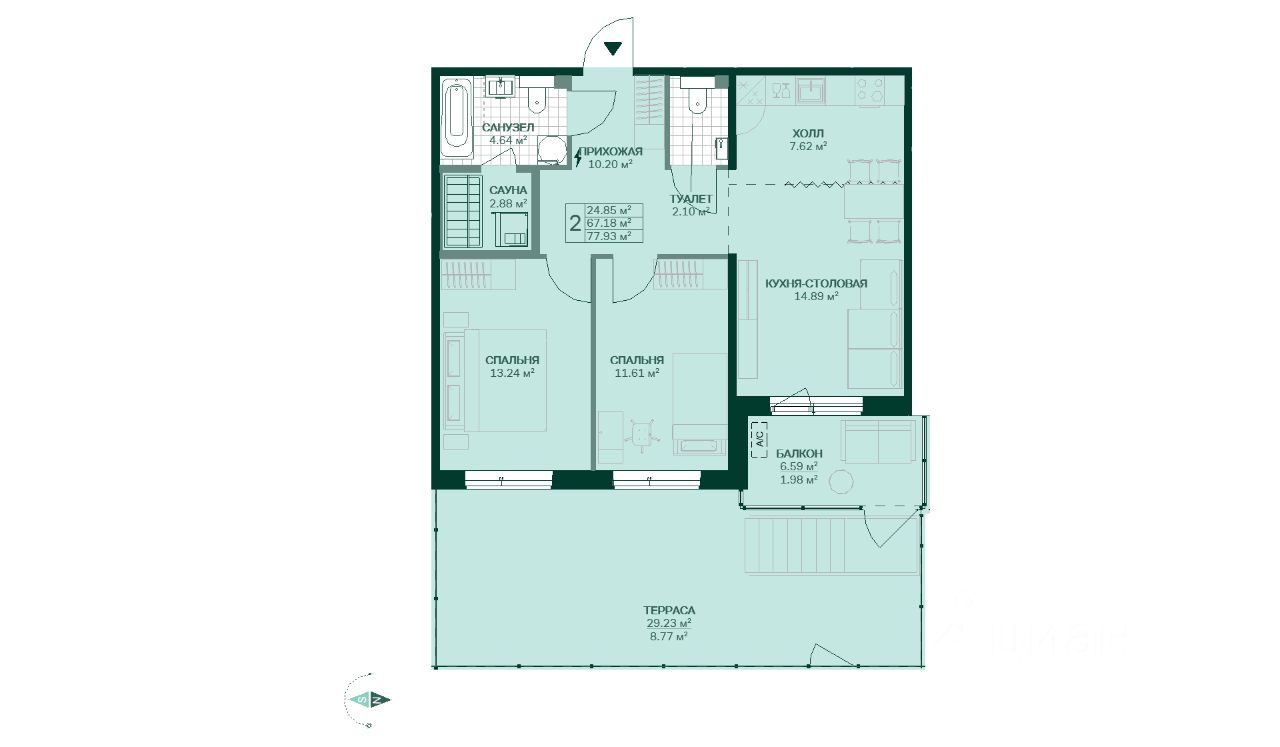 САНУЗЕЛ
4.64 м²
ПРИХОЖАЯ
10.20 м²
ХОЛЛ
7.62 м²
САУНА
2.88 м²
ТУАЛЕТ
2.10 м²
2
24.85 м²
67.18 м²
77.93 м²
КУХНЯ-СТОЛОВАЯ
14.89 м²
СПАЛЬНЯ
13.24 м²
СПАЛЬНЯ
11.61 м²
A/C
БАЛКОН
6.59 м²
1.98 м²
ТЕРРАСА
29.23 м²
8.77 м²
циан
S N